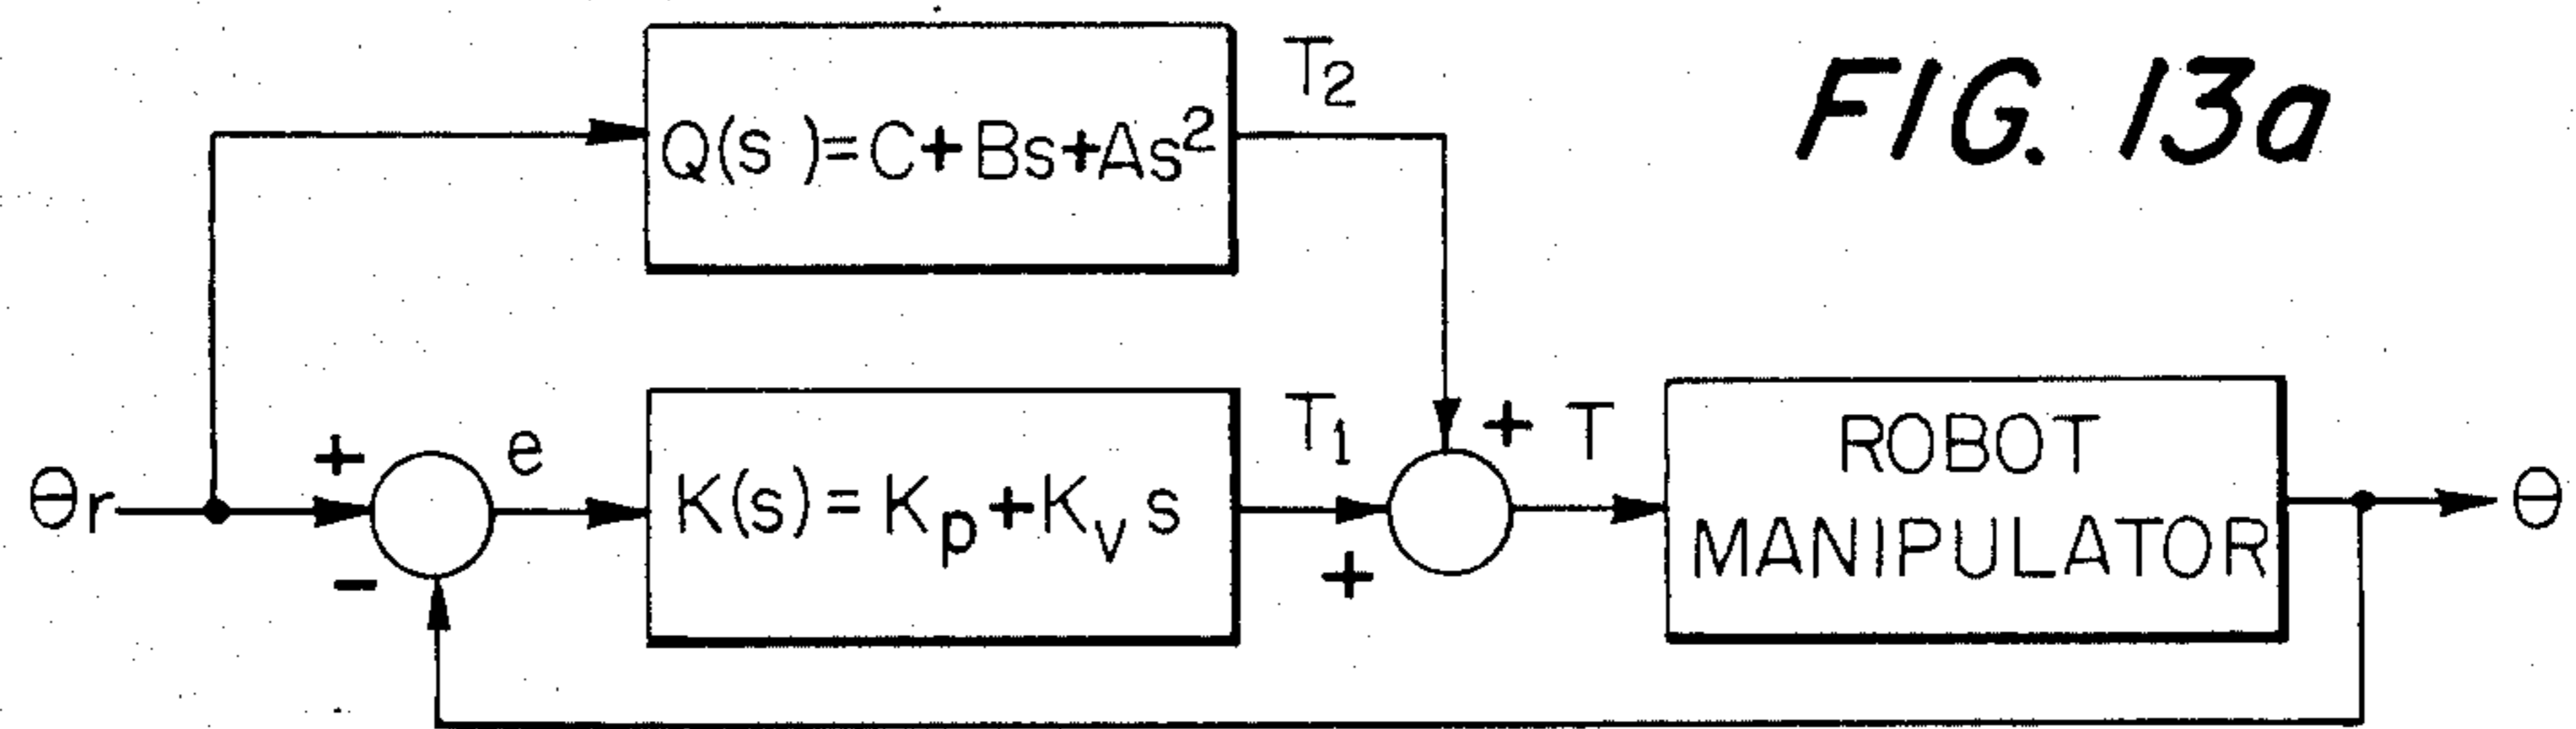 FIG. 13a
T2
Q(s )=C+Bs+As²
θr
+
-
e
K(s) = Kp+Kv s
T1
+
+ T
ROBOT
MANIPULATOR
θ